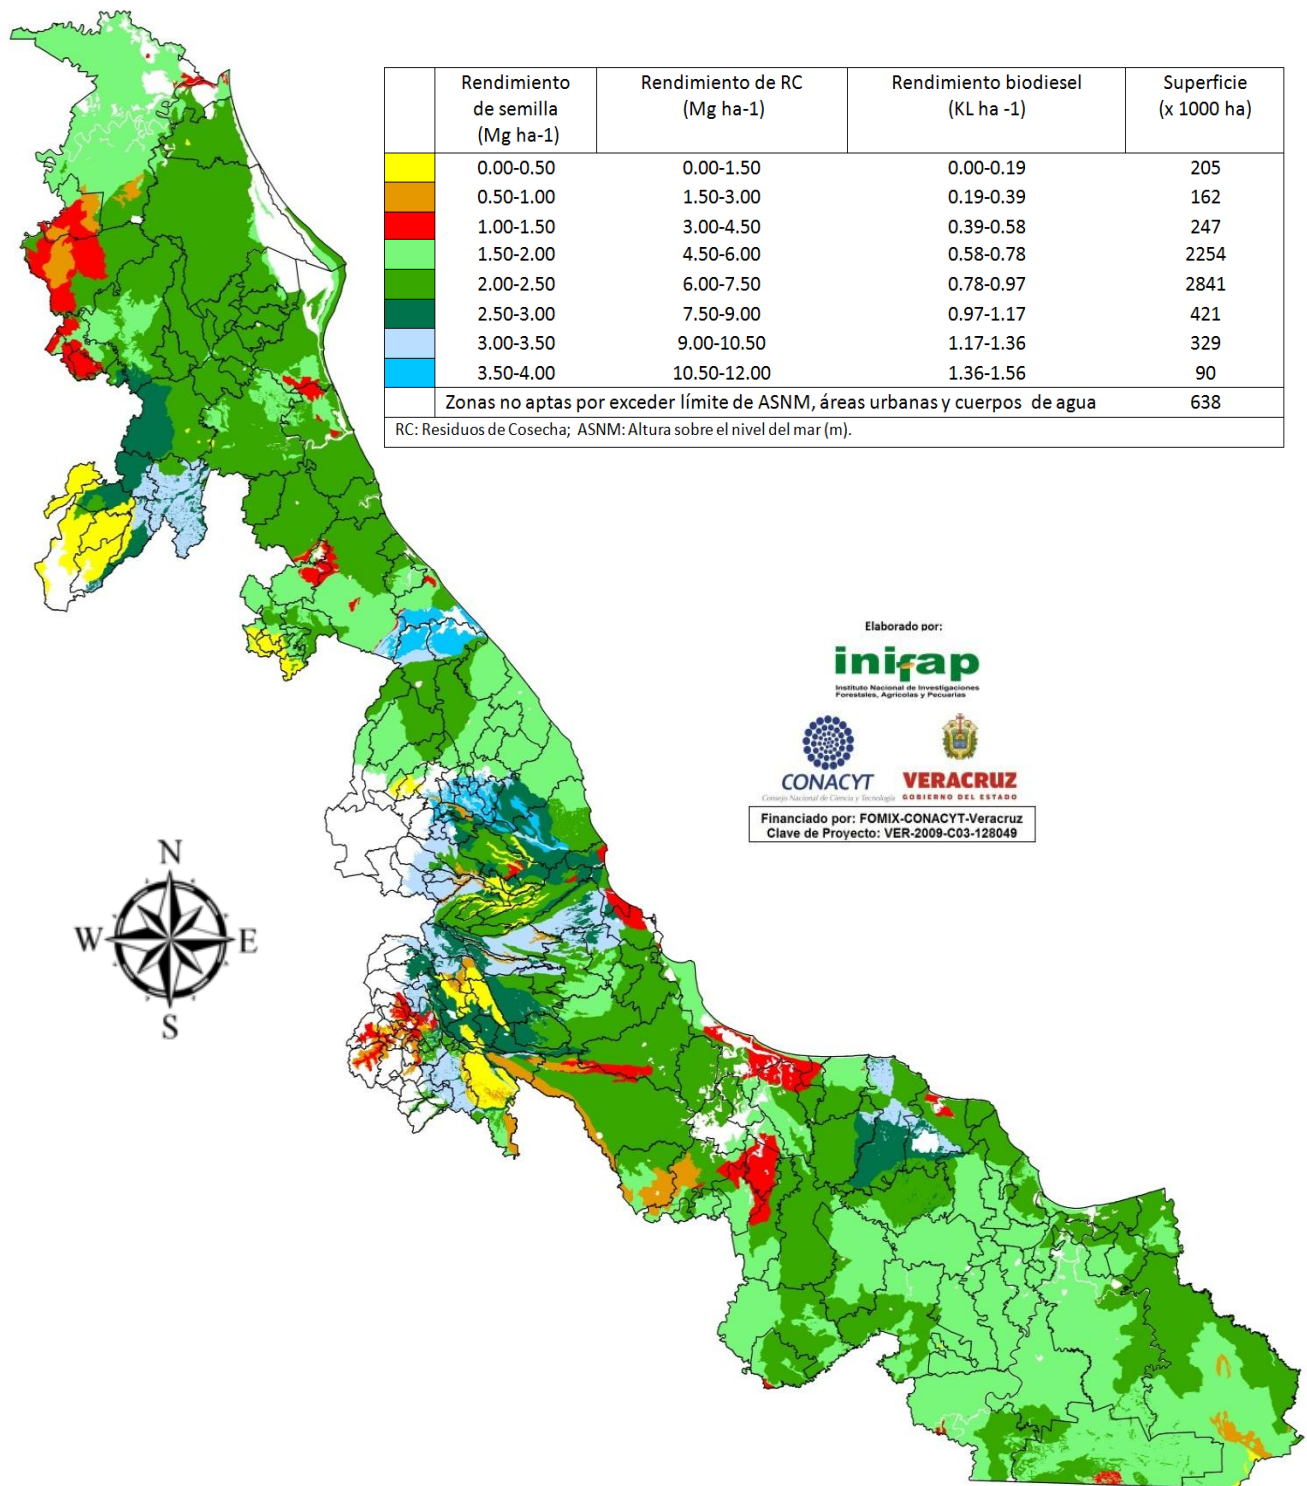 Rendimiento de semilla (Mg ha-1) Rendimiento de RC (Mg ha-1) Rendimiento biodiesel (KL ha -1) Superficie (x 1000 ha)
0.00-0.50 0.00-1.50 0.00-0.19 205
0.50-1.00 1.50-3.00 0.19-0.39 162
1.00-1.50 3.00-4.50 0.39-0.58 247
1.50-2.00 4.50-6.00 0.58-0.78 2254
2.00-2.50 6.00-7.50 0.78-0.97 2841
2.50-3.00 7.50-9.00 0.97-1.17 421
3.00-3.50 9.00-10.50 1.17-1.36 329
3.50-4.00 10.50-12.00 1.36-1.56 90
Zonas no aptas por exceder límite de ASNM, áreas urbanas y cuerpos de agua 638
RC: Residuos de Cosecha; ASNM: Altura sobre el nivel del mar (m).
Elaborado por:
inifap
Instituto Nacional de Investigaciones
Forestales, Agrícolas y Pecuarias
CONACYT
Consejo Nacional de Ciencia y Tecnología
VERACRUZ
GOBIERNO DEL ESTADO
Financiado por: FOMIX-CONACYT-Veracruz
Clave de Proyecto: VER-2009-C03-128049
N
W E
S